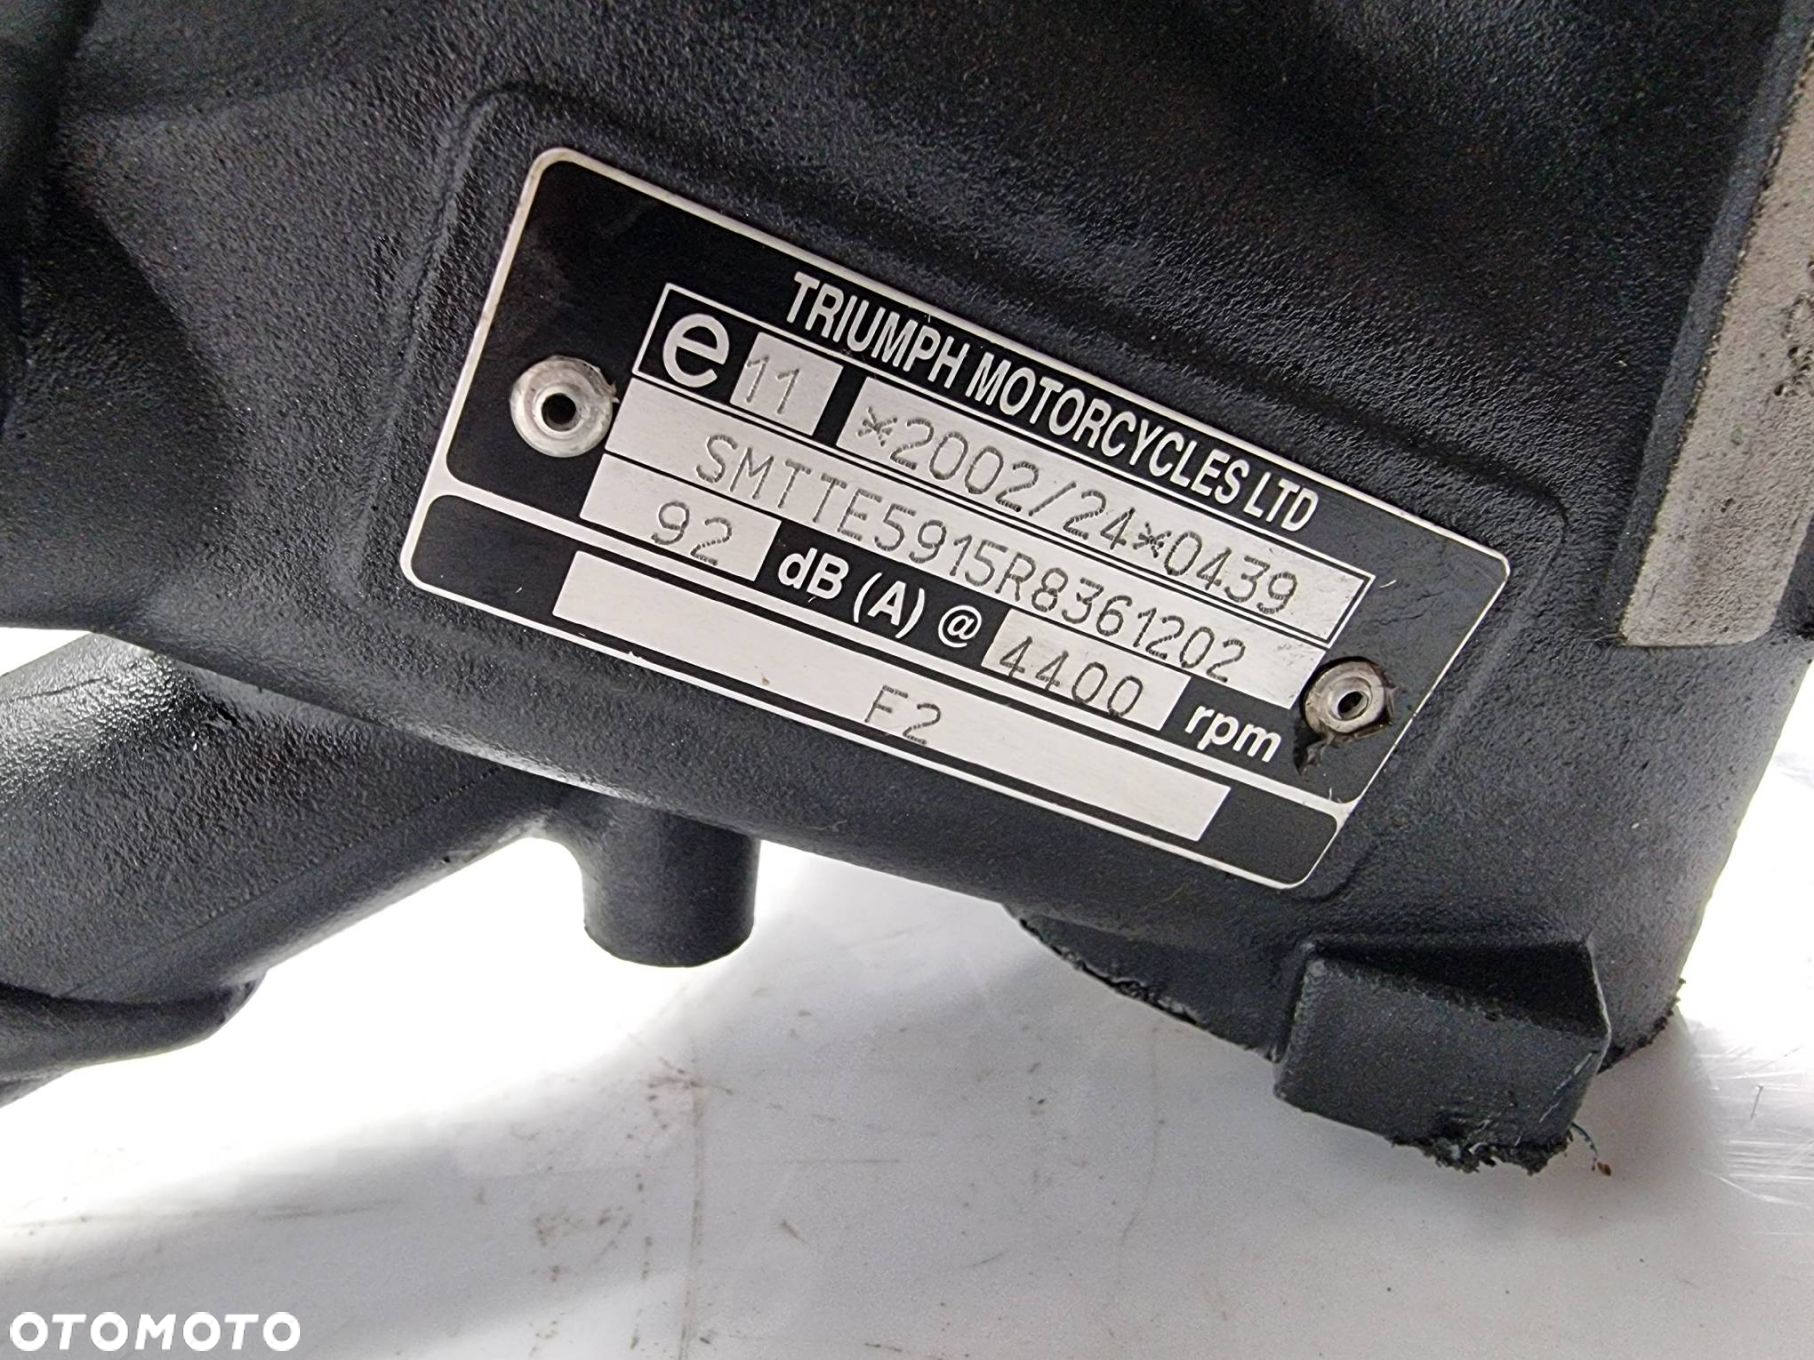 TRIUMPH MOTORCYCLES LTD
e 11 *2002/24*0439
SMTTE5915R8361202
92 dB (A) @ 4400 rpm
F2
OTOMOTO